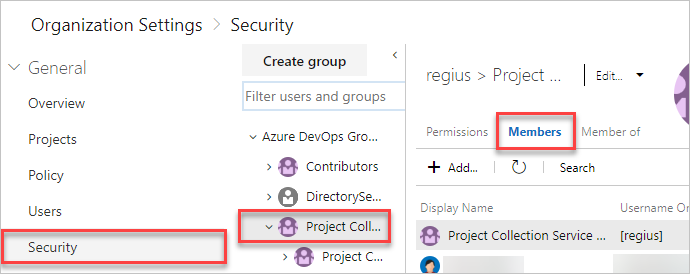 Organization Settings > Security
General
Overview
Projects
Policy
Users
Security
Create group
Filter users and groups
Azure DevOps Gro...
Contributors
DirectorySe...
Project Coll...
Project C...
regius > Project ...
Edit...
Permissions
Members
Member of
+ Add...
Search
Display Name
Username Or
Project Collection Service ...
[regius]